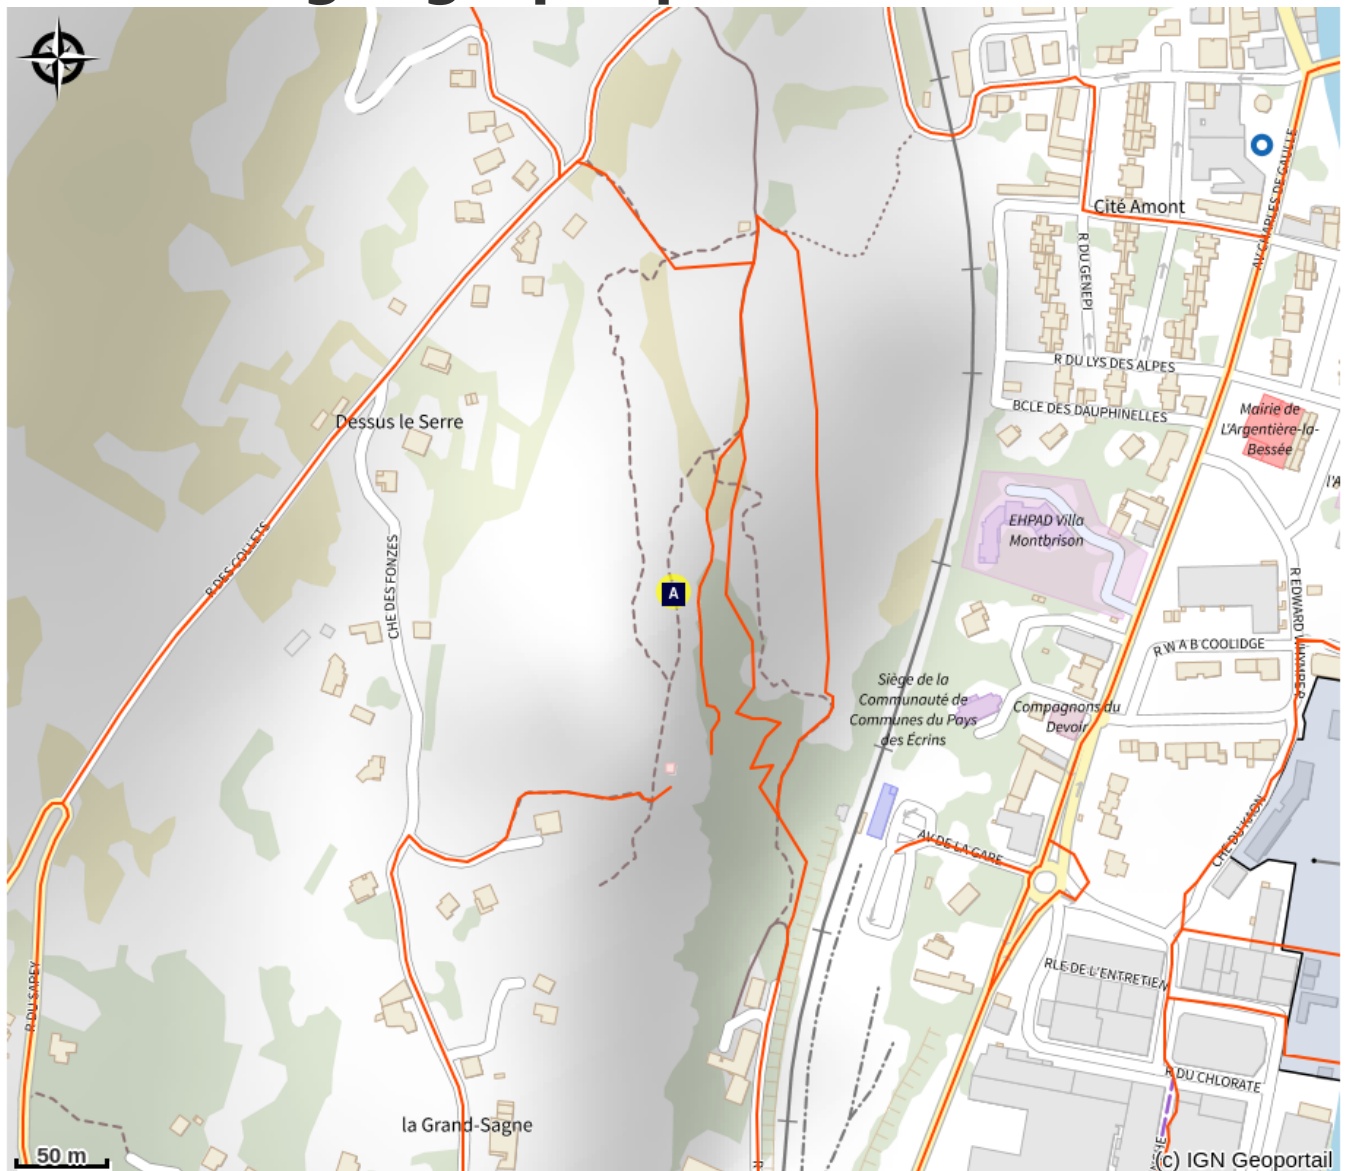 Cité Amont
AV CHARLES DE GAULLE
R DU GENEPI
R DU LYS DES ALPES
BCLE DES DAUPHINELLES
Mairie de
L'Argentière-la-
Bessée
Dessus le Serre
R DES COLLETS
CHE DES FONZES
EHPAD Villa
Montbrison
A
R EDWARD WHYMPER
R W A B COOLIDGE
Siège de la
Communauté de
Communes du Pays
des Écrins
Compagnons du
Devoir
CHE DU KAON
AV DE LA GARE
RLE DE L'ENTRETIEN
R DU SAPEY
R DU CHLORATE
la Grand-Sagne
50 m
(c) IGN Geoportail